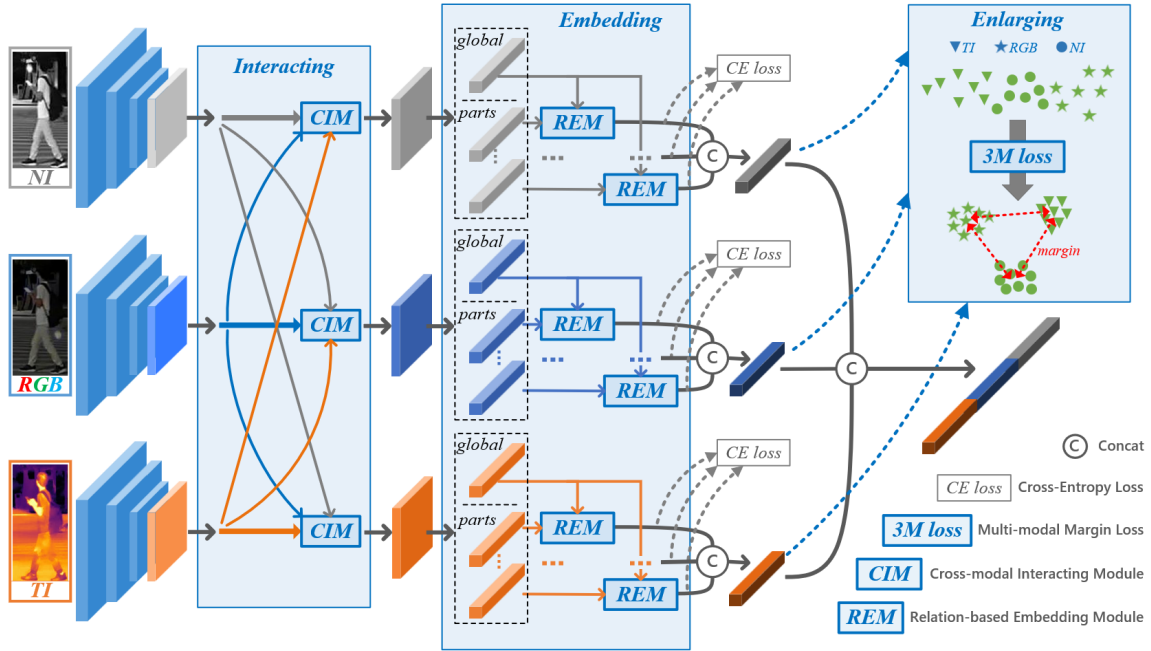 NI
RGB
TI
Interacting
CIM
CIM
CIM
Embedding
global
parts
REM
...
...
REM
C
CE loss
global
parts
REM
...
...
REM
C
CE loss
global
parts
REM
...
...
REM
C
CE loss
C
Enlarging
TI RGB NI
3M loss
margin
C Concat
CE loss Cross-Entropy Loss
3M loss Multi-modal Margin Loss
CIM Cross-modal Interacting Module
REM Relation-based Embedding Module